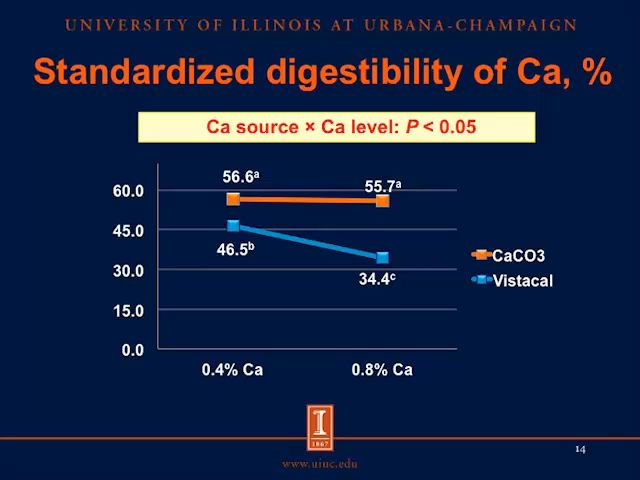 UNIVERSITY OF ILLINOIS AT URBANA-CHAMPAIGN
Standardized digestibility of Ca, %
Ca source × Ca level: P < 0.05
56.6ᵃ
55.7ᵃ
60.0
45.0
46.5ᵇ
30.0
34.4ᶜ
15.0
0.0
0.4% Ca
0.8% Ca
CaCO3
Vistacal
I
1867
14
www.uiuc.edu